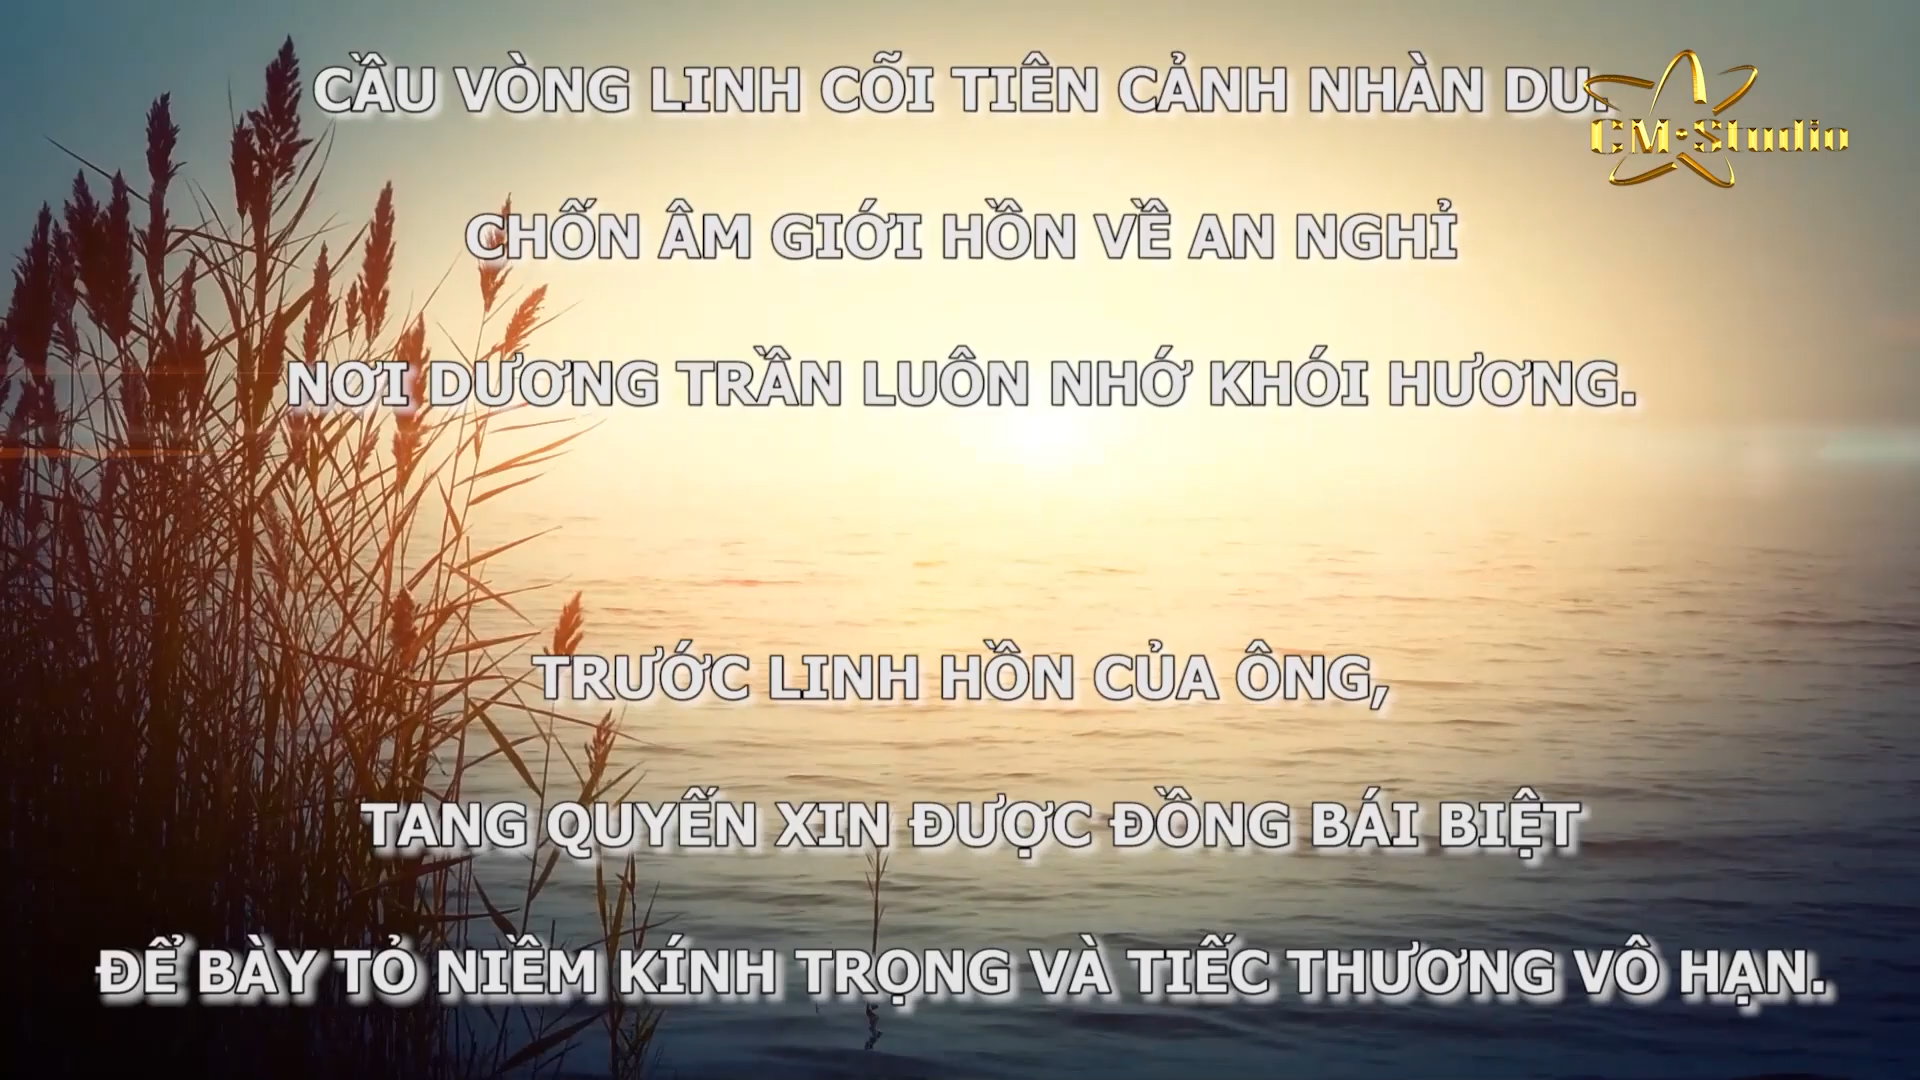 CẦU VÒNG LINH CÕI TIÊN CẢNH NHÀN DU.
CM Studio
CHỐN ÂM GIỚI HỒN VỀ AN NGHỈ
NƠI DƯƠNG TRẦN LUÔN NHỚ KHÓI HƯƠNG.
TRƯỚC LINH HỒN CỦA ÔNG,
TANG QUYẾN XIN ĐƯỢC ĐỒNG BÁI BIỆT
ĐỂ BÀY TỎ NIỀM KÍNH TRỌNG VÀ TIẾC THƯƠNG VÔ HẠN.